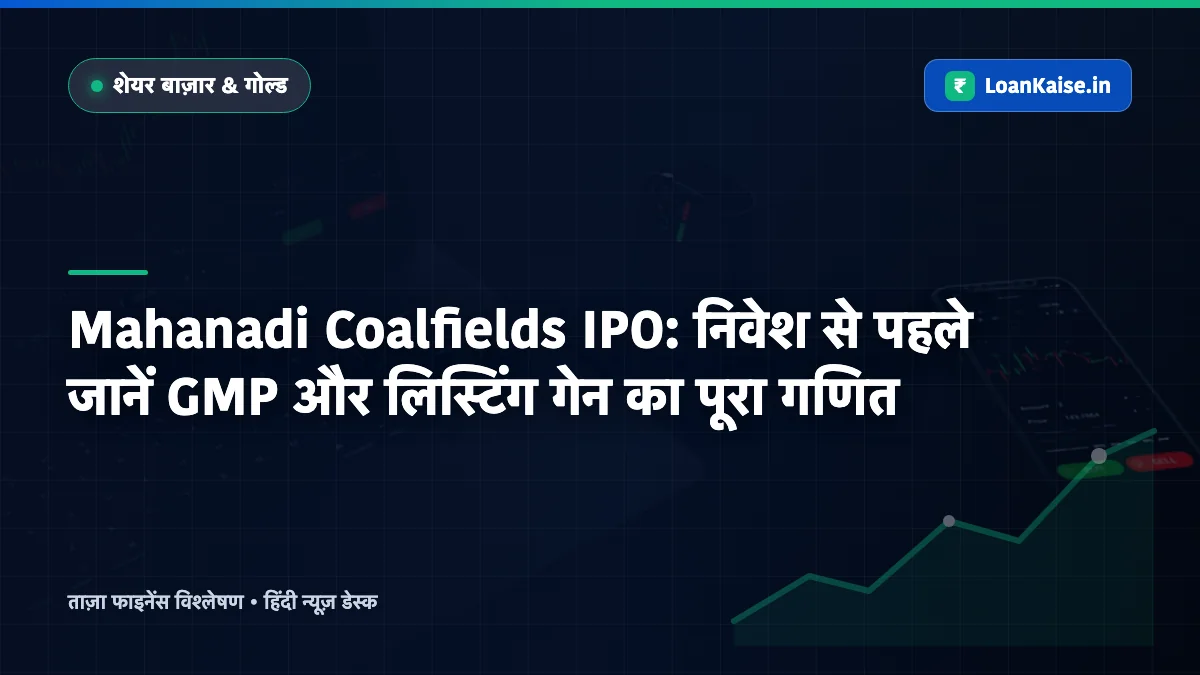 शेयर बाज़ार & गोल्ड
₹ LoanKaise.in
Mahanadi Coalfields IPO: निवेश से पहले
जानें GMP और लिस्टिंग गेन का पूरा गणित
ताज़ा फाइनेंस विश्लेषण • हिंदी न्यूज़ डेस्क